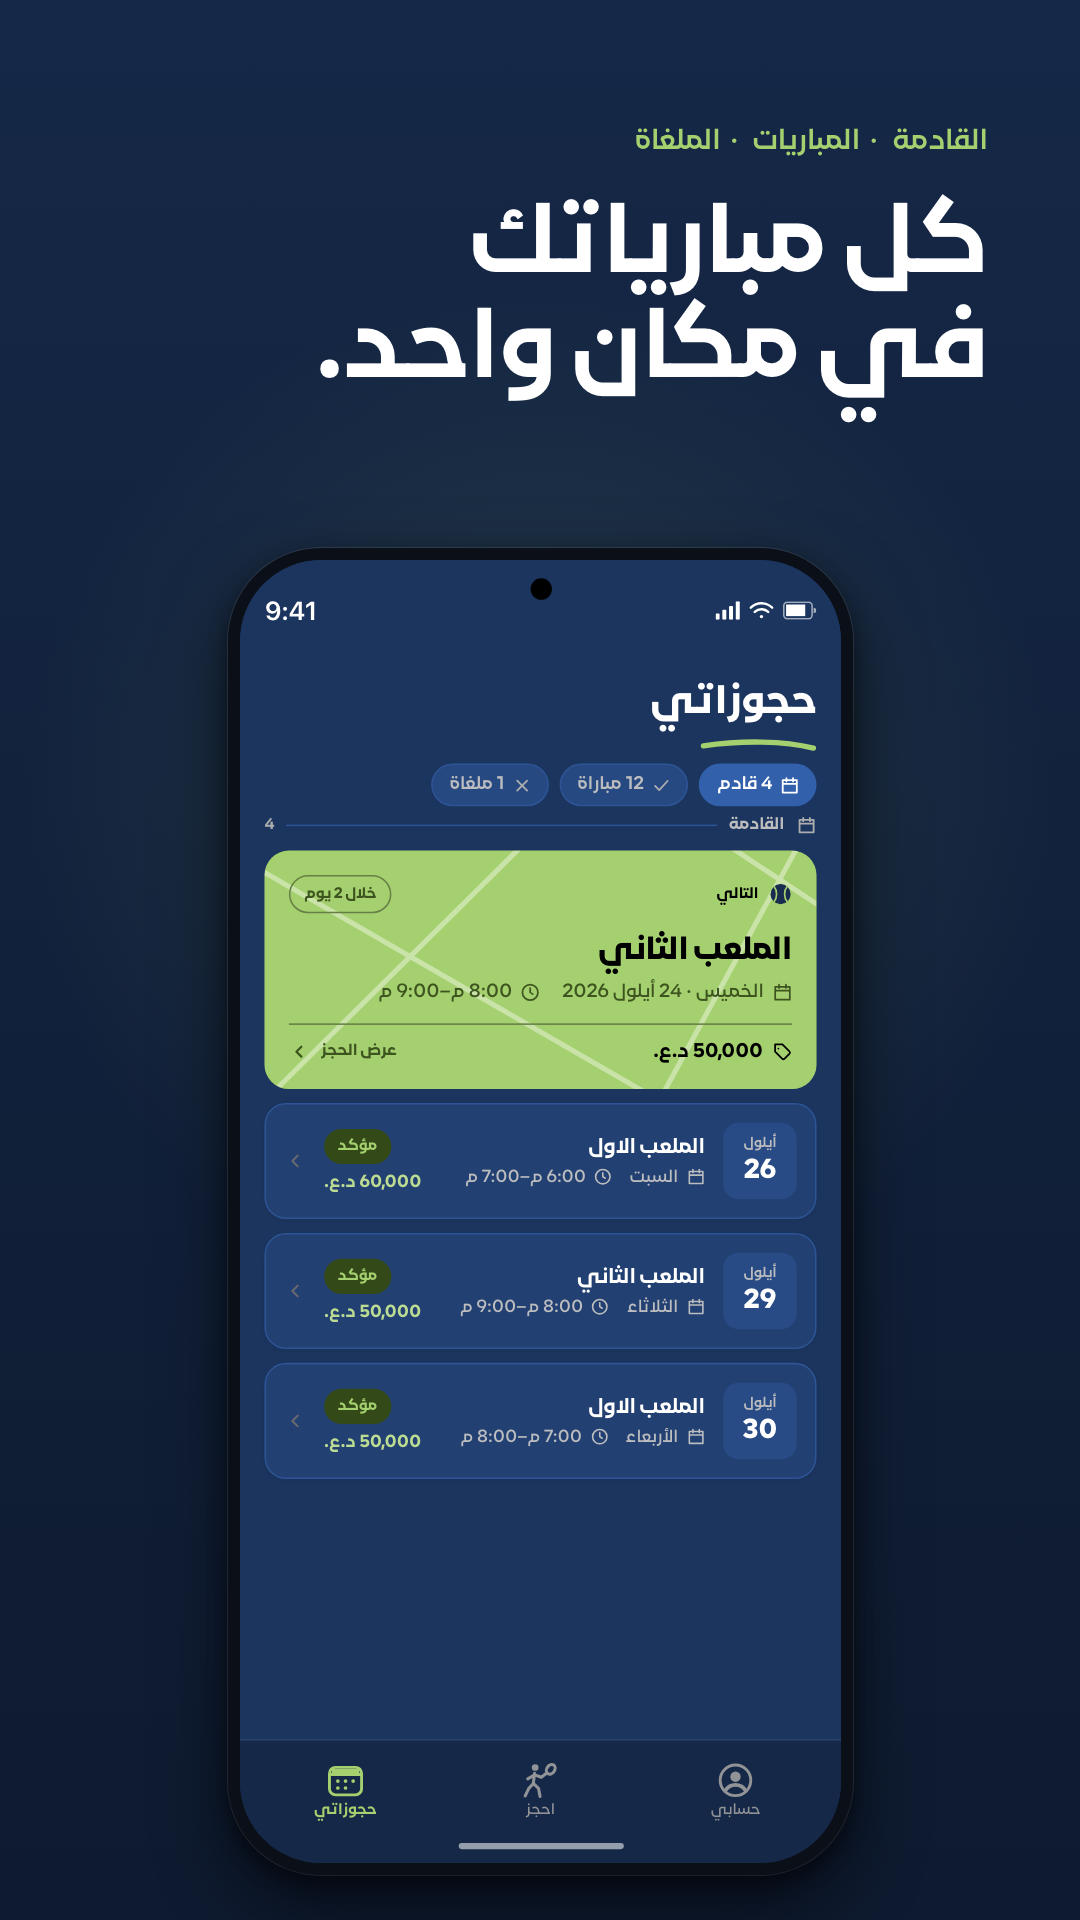 القادمة · المباريات · الملغاة
كل مبارياتك
في مكان واحد.
9:41
حجوزاتي
4 قادم
12 مباراة
1 ملغاة
القادمة 4
التالي
خلال 2 يوم
الملعب الثاني
الخميس · 24 أيلول 2026
8:00 م–9:00 م
50,000 د.ع.
عرض الحجز
أيلول
26
الملعب الاول
السبت
6:00 م–7:00 م
مؤكد
60,000 د.ع.
أيلول
29
الملعب الثاني
الثلاثاء
8:00 م–9:00 م
مؤكد
50,000 د.ع.
أيلول
30
الملعب الاول
الأربعاء
7:00 م–8:00 م
مؤكد
50,000 د.ع.
حسابي
احجز
حجوزاتي